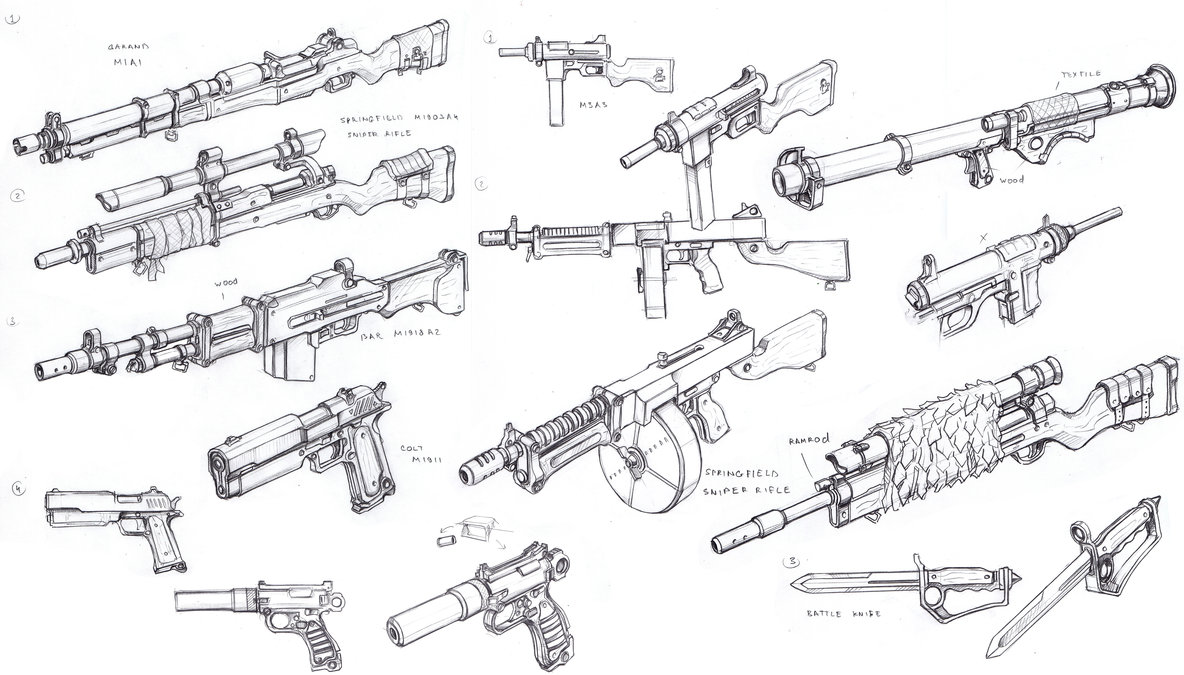 1
GARAND
M1A1
SPRINGFIELD M1903A4
SNIPER RIFLE
2
WOOD
3
BAR M1918A2
COLT
M1911
4
1
M3A3
2
TEXTILE
WOOD
X
SPRINGFIELD
SNIPER RIFLE
RAMROD
3
BATTLE KNIFE